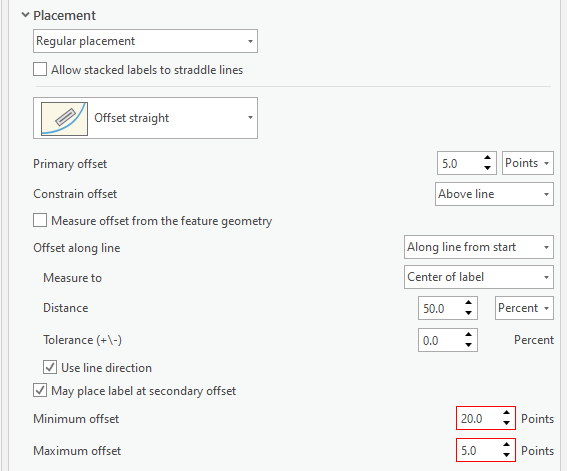 Placement
Regular placement
Allow stacked labels to straddle lines
Offset straight
Primary offset 5.0 Points
Constrain offset Above line
Measure offset from the feature geometry
Offset along line Along line from start
Measure to Center of label
Distance 50.0 Percent
Tolerance (+\-) 0.0 Percent
Use line direction
May place label at secondary offset
Minimum offset 20.0 Points
Maximum offset 5.0 Points